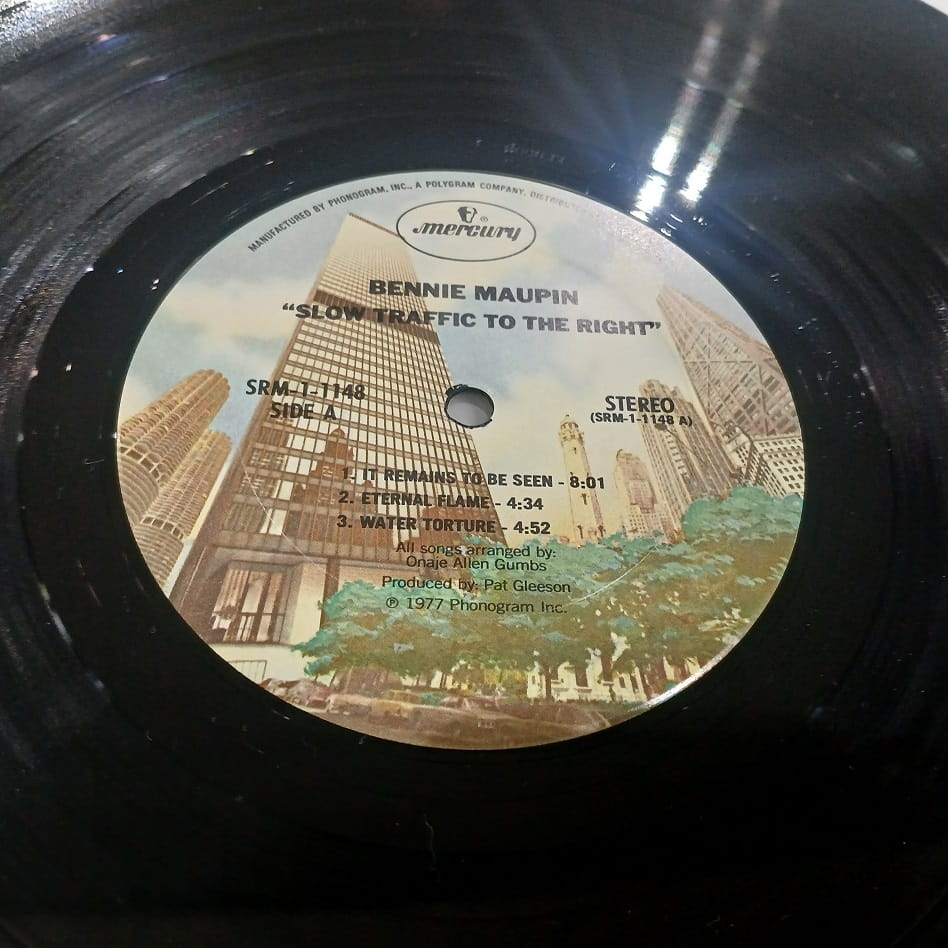 MANUFACTURED BY PHONOGRAM, INC., A POLYGRAM COMPANY,
mercury®
BENNIE MAUPIN
“SLOW TRAFFIC TO THE RIGHT”
SRM-1-1148
SIDE A
STEREO
(SRM-1-1148 A)
1. IT REMAINS TO BE SEEN - 8:01
2. ETERNAL FLAME - 4:34
3. WATER TORTURE - 4:52
All songs arranged by:
Onaje Allen Gumbs
Produced by: Pat Gleeson
℗ 1977 Phonogram Inc.